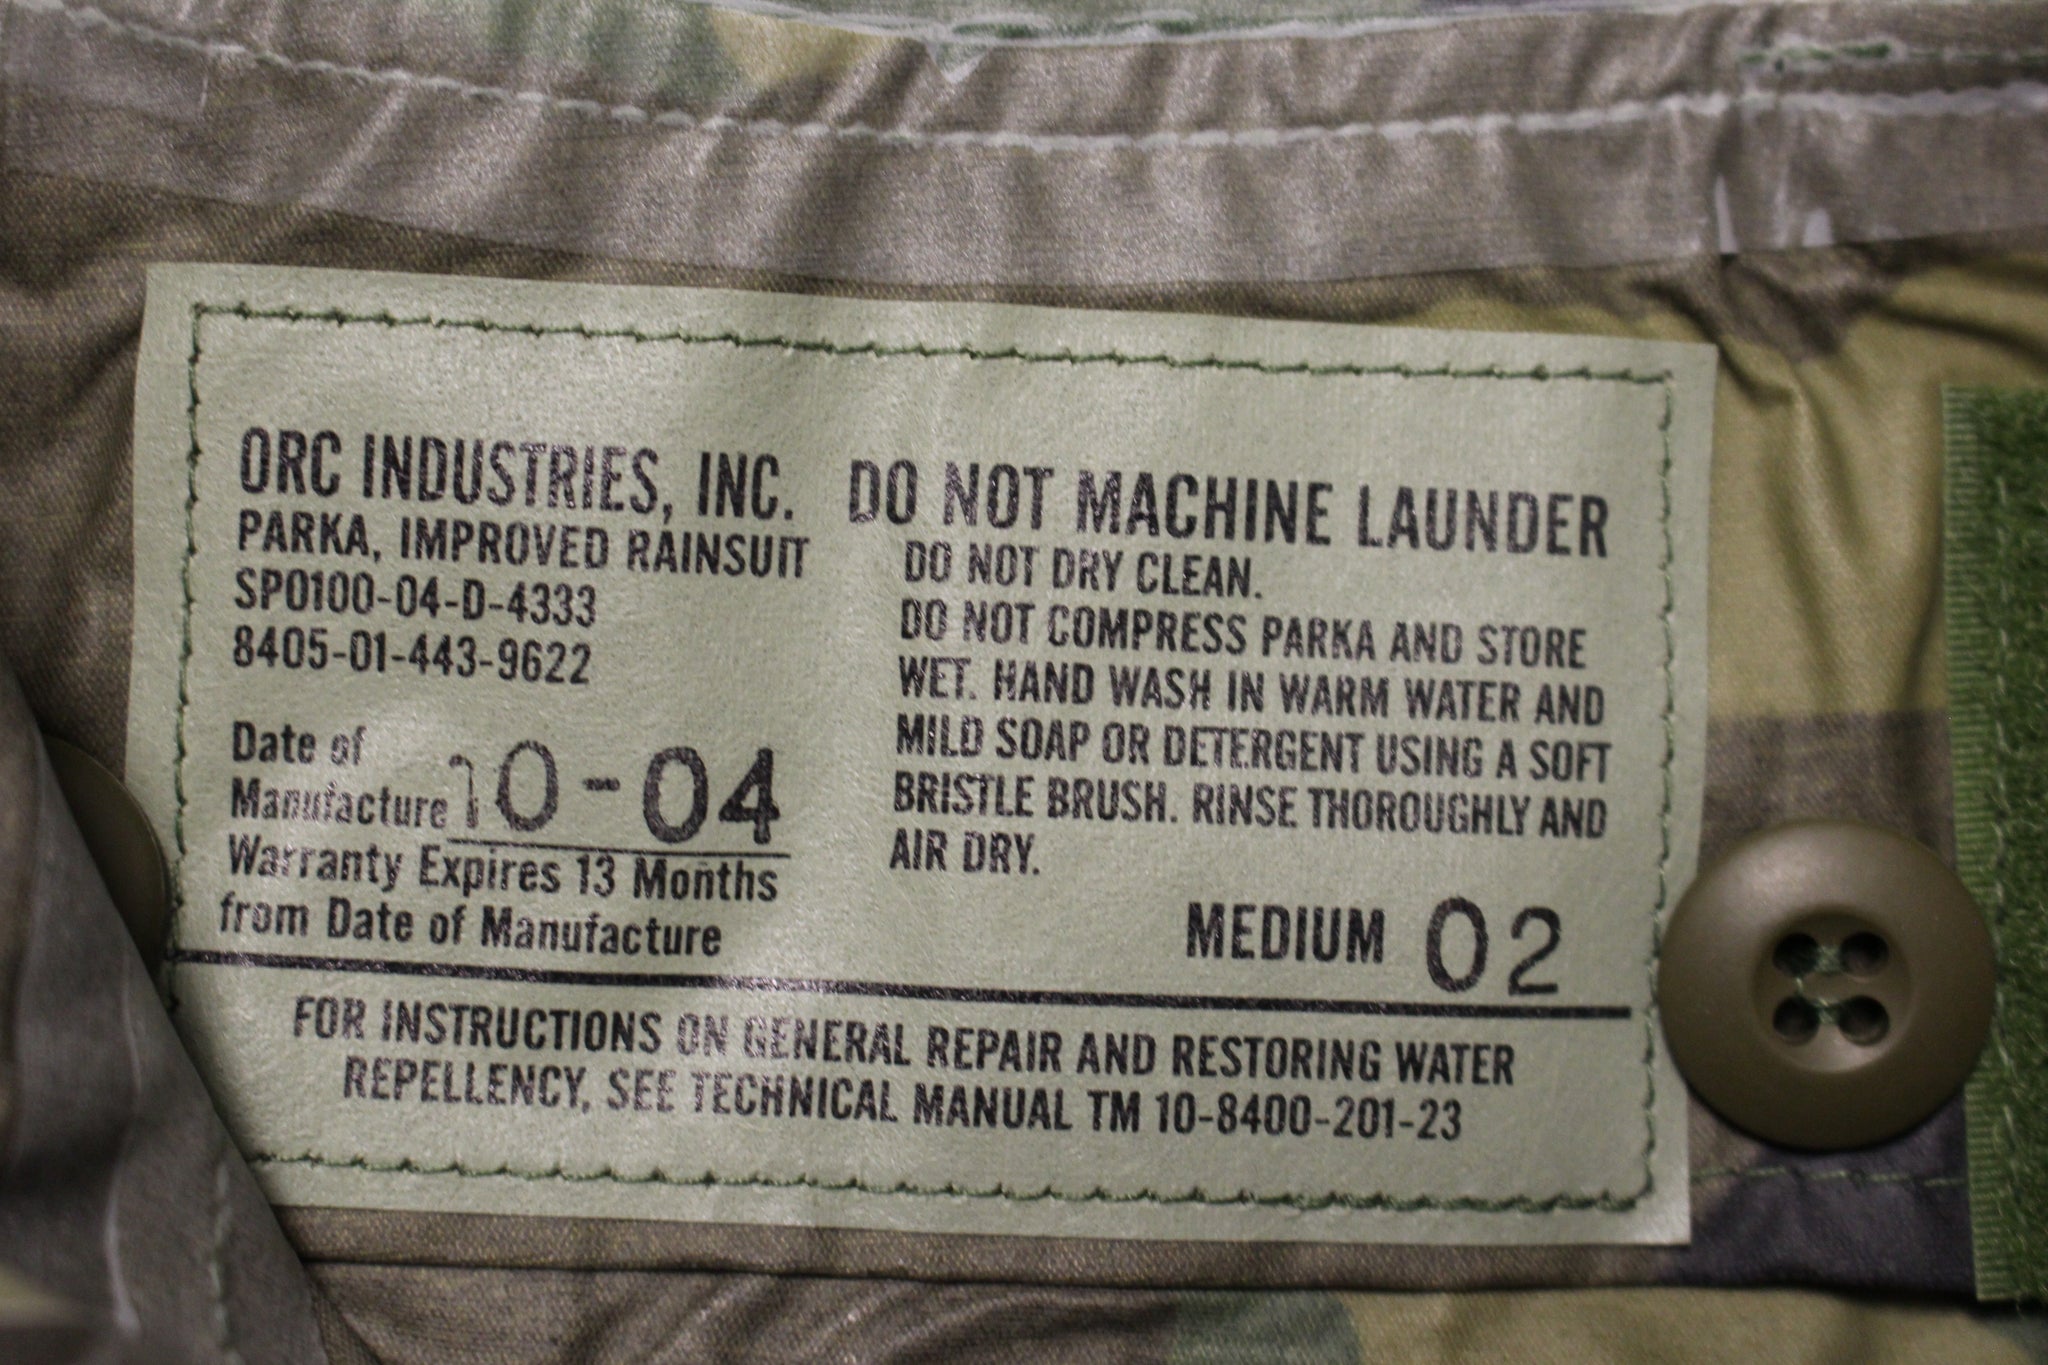 ORC INDUSTRIES, INC.
PARKA, IMPROVED RAINSUIT
SPO100-04-D-4333
8405-01-443-9622
Date of
Manufacture 10-04
Warranty Expires 13 Months
from Date of Manufacture
DO NOT MACHINE LAUNDER
DO NOT DRY CLEAN.
DO NOT COMPRESS PARKA AND STORE
WET. HAND WASH IN WARM WATER AND
MILD SOAP OR DETERGENT USING A SOFT
BRISTLE BRUSH. RINSE THOROUGHLY AND
AIR DRY.
MEDIUM 02
FOR INSTRUCTIONS ON GENERAL REPAIR AND RESTORING WATER
REPELLENCY, SEE TECHNICAL MANUAL TM 10-8400-201-23